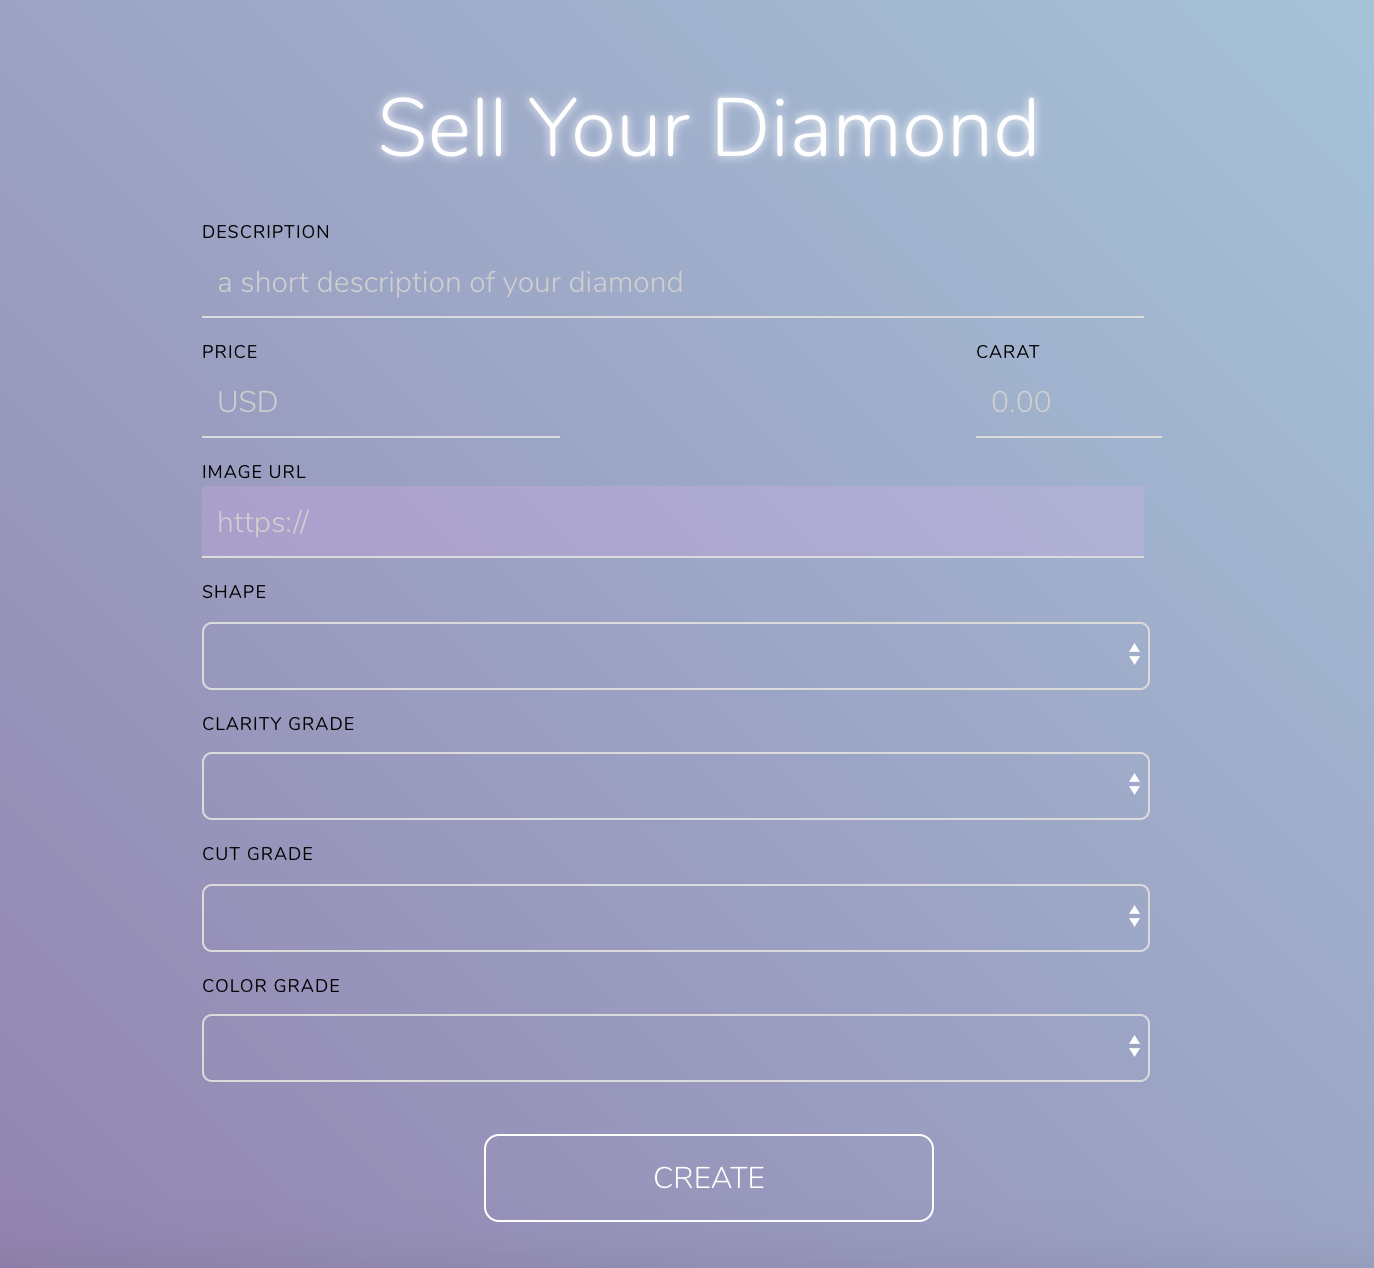 Sell Your Diamond
DESCRIPTION
a short description of your diamond
PRICE CARAT
USD 0.00
IMAGE URL
https://
SHAPE
CLARITY GRADE
CUT GRADE
COLOR GRADE
CREATE